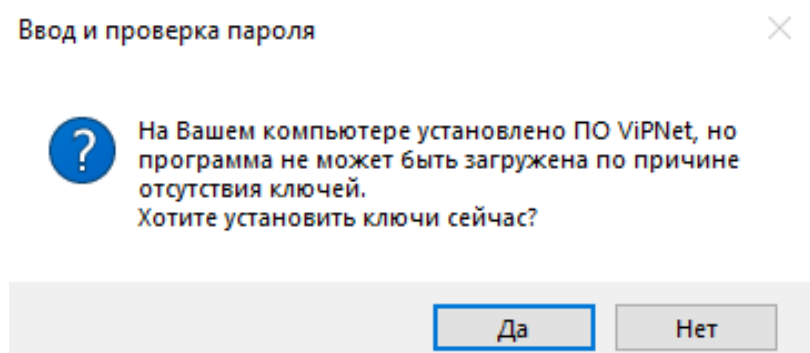 Ввод и проверка пароля
На Вашем компьютере установлено ПО ViPNet, но
программа не может быть загружена по причине
отсутствия ключей.
Хотите установить ключи сейчас?
Да
Нет